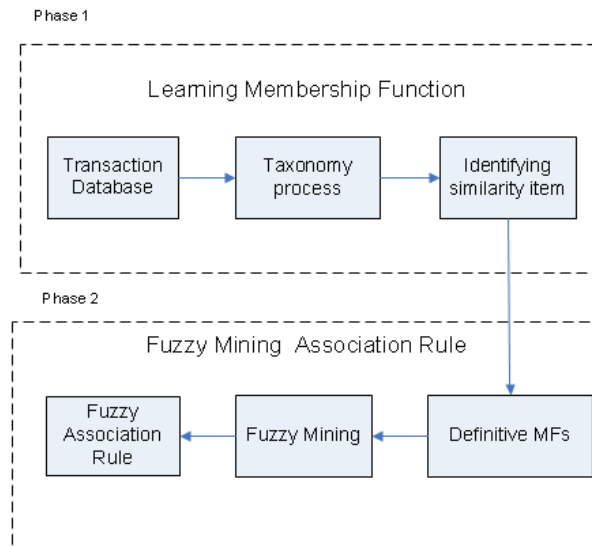 Phase 1
Learning Membership Function
Transaction
Database
Taxonomy
process
Identifying
similarity item
Phase 2
Fuzzy Mining Association Rule
Fuzzy
Association
Rule
Fuzzy Mining
Definitive MFs